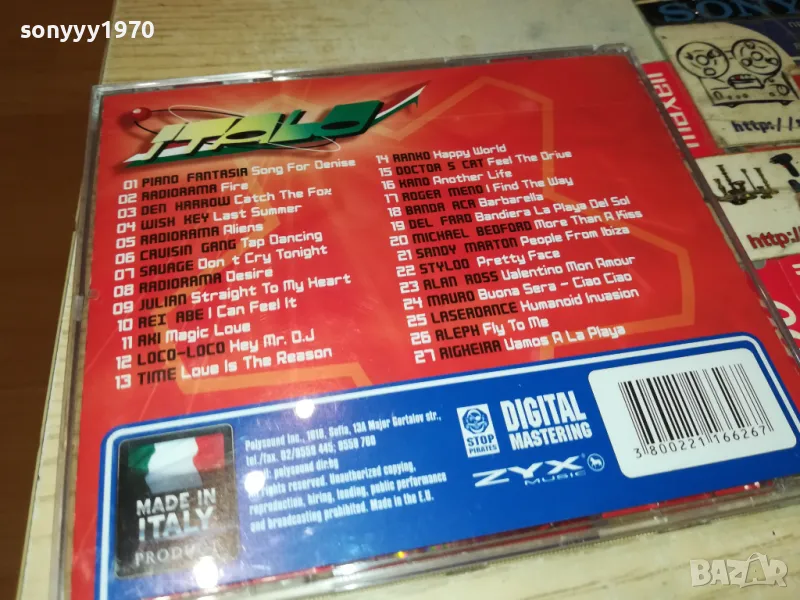 sonyyy1970
SONY
maxell
http://
http://
ITALO
01 PIANO FANTASIA Song For Denise
02 RADIORAMA Fire
03 DEN HARROW Catch The Fox
04 WISH KEY Last Summer
05 RADIORAMA Aliens
06 CRUISIN GANG Tap Dancing
07 SAVAGE Don t Cry Tonight
08 RADIORAMA Desire
09 JULIAN Straight To My Heart
10 REI ABE I Can Feel It
11 AKI Magic Love
12 LOCO-LOCO Hey Mr. D.J
13 TIME Love Is The Reason
14 RANKO Happy World
15 DOCTOR S CAT Feel The Drive
16 KANO Another Life
17 ROGER MENO I Find The Way
18 BANDA ACA Barbarella
19 DEL FARO Bandiera La Playa Del Sol
20 MICHAEL BEDFORD More Than A Kiss
21 SANDY MARTON People From Ibiza
22 STYLOO Pretty Face
23 ALAN ROSS Valentino Mon Amour
24 MAURO Buona Sera - Ciao Ciao
25 LASERDANCE Humanoid Invasion
26 ALEPH Fly To Me
27 RIGHEIRA Vamos A La Playa
MADE IN
ITALY
PRODUCT
Polysound Inc., 1618, Sofia, 13A Major Gortalov str.,
tel./fax. 02/8559 445; 9559 760
polysound dir.bg
rights reserved. Unauthorized copying,
reproduction, hiring, lending, public performance
and broadcasting prohibited. Made in the E.U.
STOP
PIRATES
DIGITAL
MASTERING
ZYX
MUSIC
3 800221 166267
BAZAR